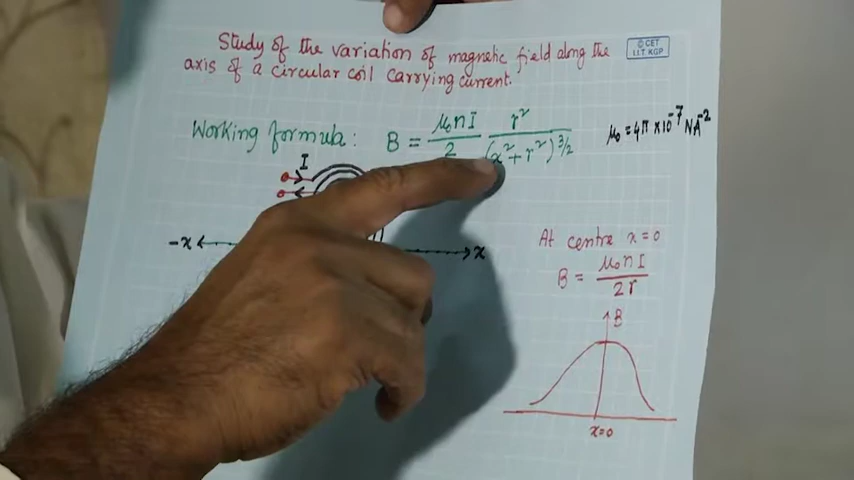 Study of the variation of magnetic field along the
axis of a circular coil carrying current.
© CET
I.I.T. KGP
Working formula: B = μ₀nI/2 r²/(x²+r²)^3/2
μ₀ = 4π×10⁻⁷ NA⁻²
I
-x
x
At centre x=0
B = μ₀nI/2r
B
x=0